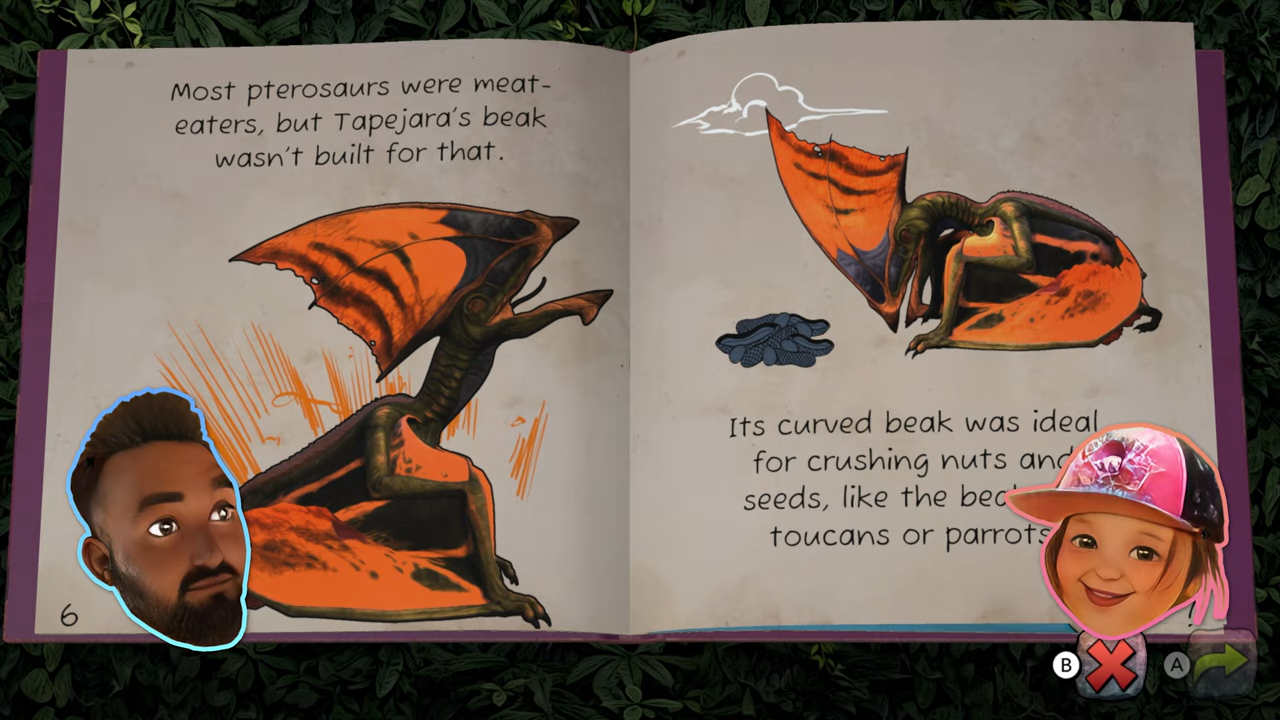 Most pterosaurs were meat-
eaters, but Tapejara's beak
wasn't built for that.
Its curved beak was ideal
for crushing nuts and
seeds, like the
toucans or parrots
6
B
A